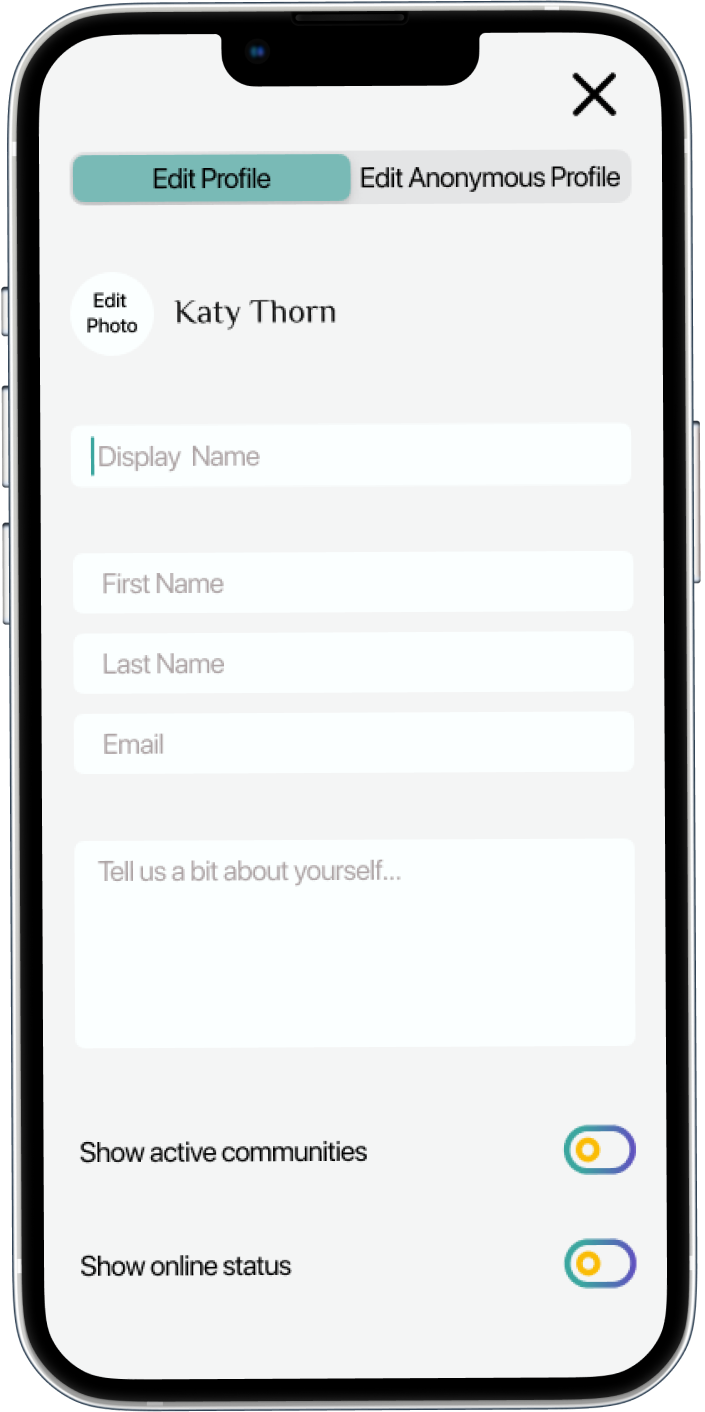 Edit Profile
Edit Anonymous Profile
Edit
Photo
Katy Thorn
Display Name
First Name
Last Name
Email
Tell us a bit about yourself...
Show active communities
Show online status